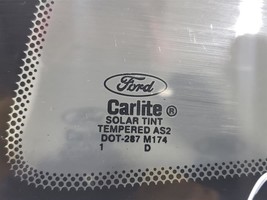 Ford
Carlite ®
SOLAR TINT
TEMPERED AS2
DOT-287 M174
1 D